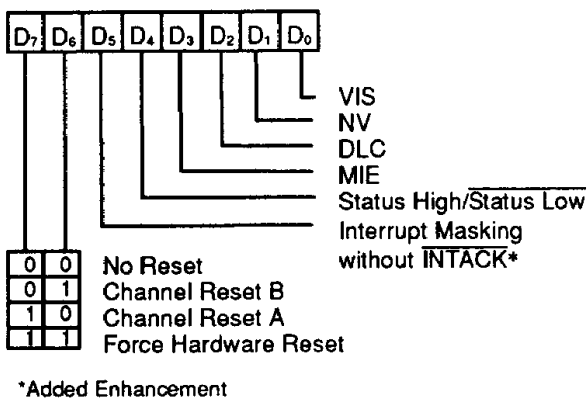 D₇ D₆ D₅ D₄ D₃ D₂ D₁ D₀
VIS
NV
DLC
MIE
Status High/Status Low
Interrupt Masking
without INTACK*
0 0 No Reset
0 1 Channel Reset B
1 0 Channel Reset A
1 1 Force Hardware Reset
*Added Enhancement